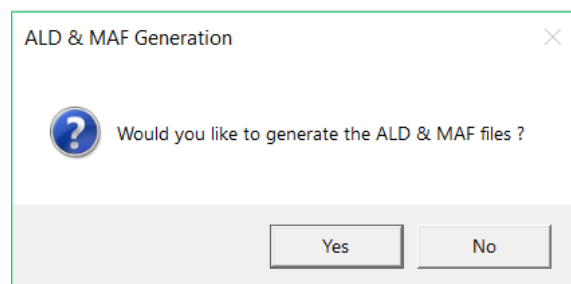 ALD & MAF Generation
Would you like to generate the ALD & MAF files ?
Yes
No